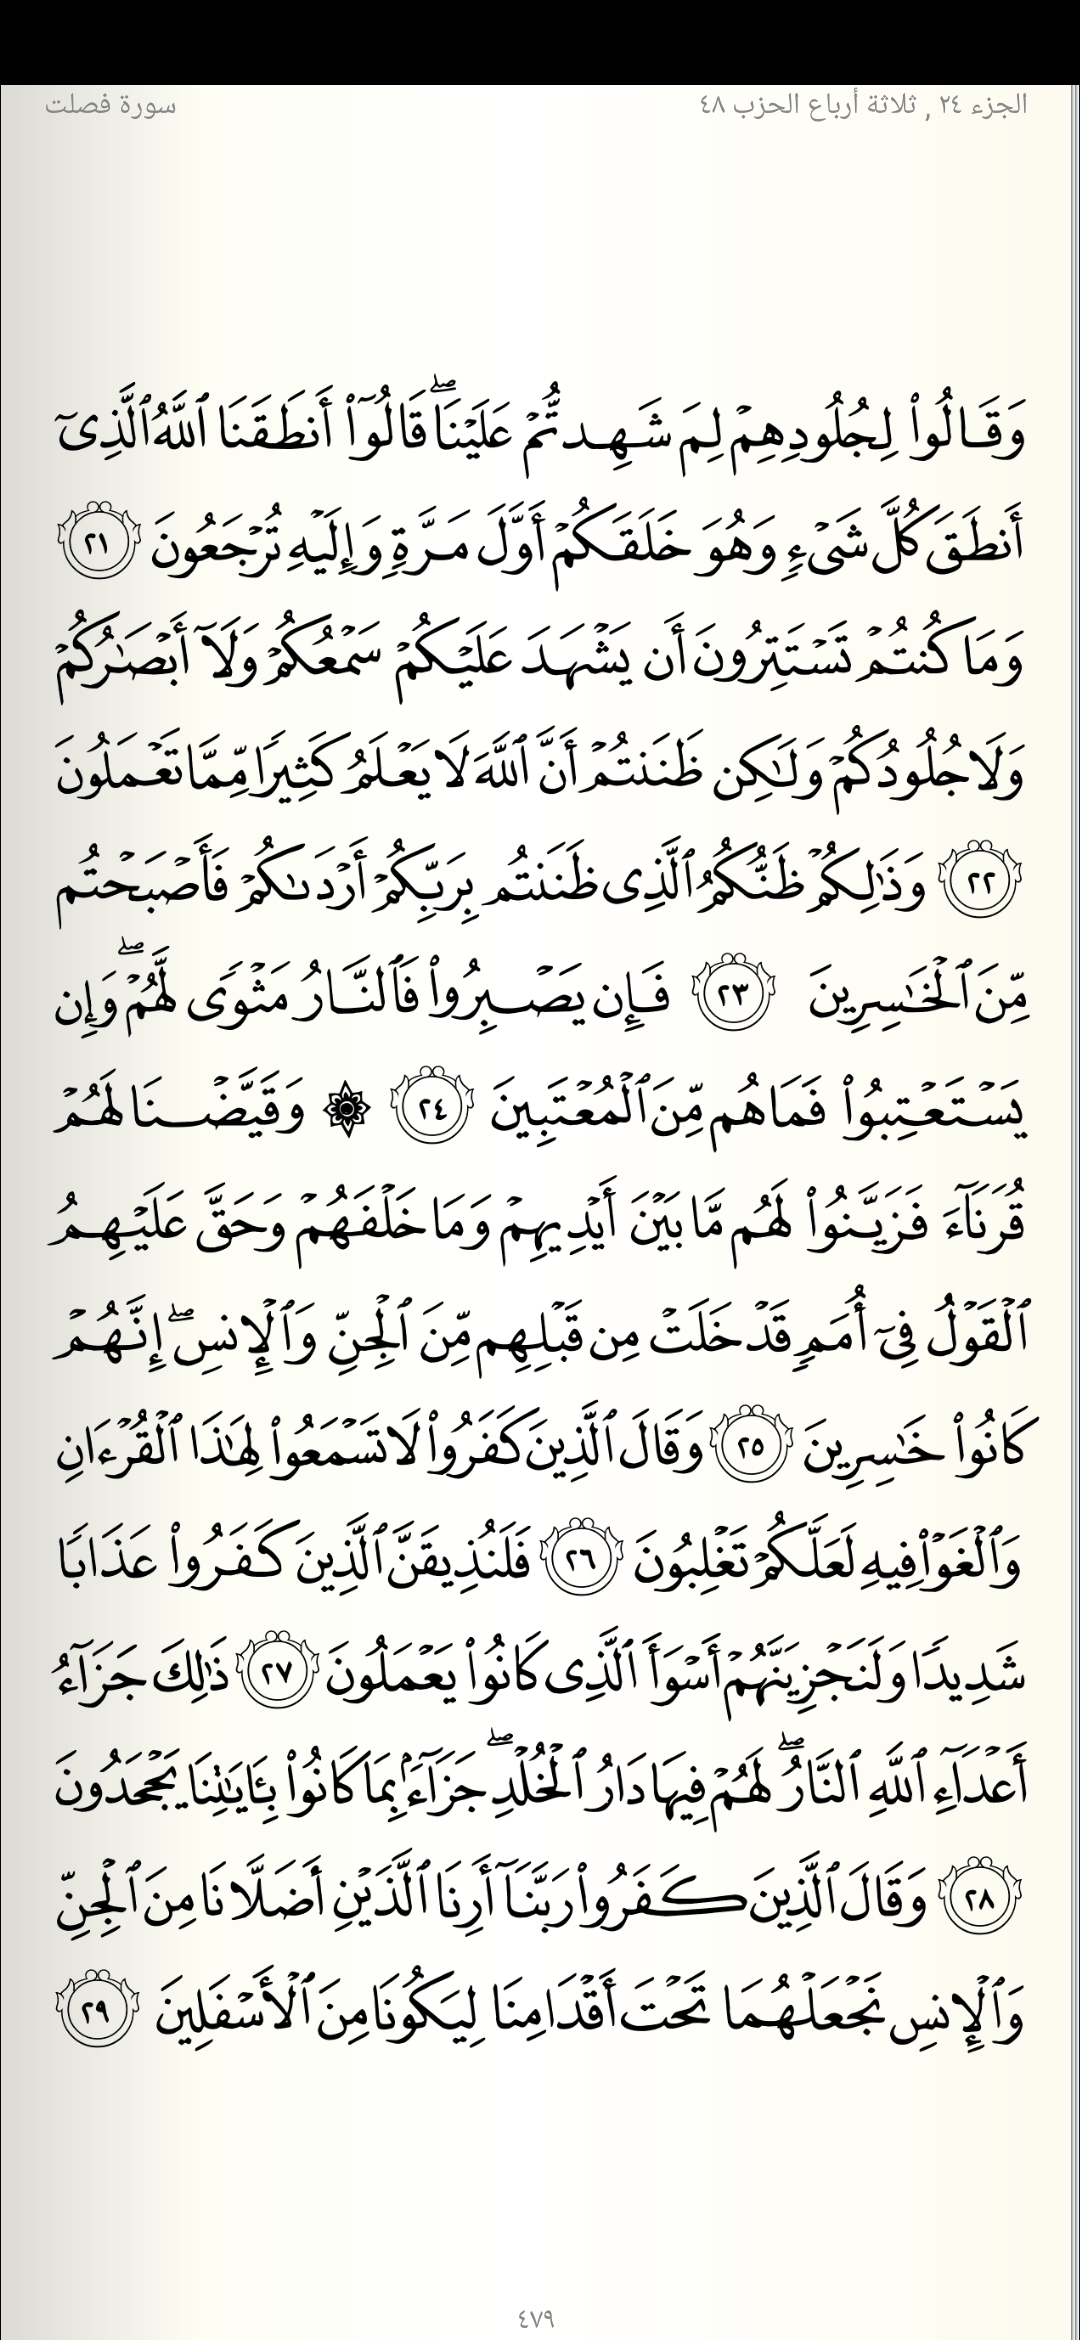 الجزء ٢٤ , ثلاثة أرباع الحزب ٤٨
سورة فصلت
وَقَالُوا۟ لِجُلُودِهِمْ لِمَ شَهِدتُّمْ عَلَيْنَا ۖ قَالُوٓا۟ أَنطَقَنَا ٱللَّهُ ٱلَّذِىٓ
أَنطَقَ كُلَّ شَىْءٍ وَهُوَ خَلَقَكُمْ أَوَّلَ مَرَّةٍ وَإِلَيْهِ تُرْجَعُونَ ٢١
وَمَا كُنتُمْ تَسْتَتِرُونَ أَن يَشْهَدَ عَلَيْكُمْ سَمْعُكُمْ وَلَآ أَبْصَـٰرُكُمْ
وَلَا جُلُودُكُمْ وَلَـٰكِن ظَنَنتُمْ أَنَّ ٱللَّهَ لَا يَعْلَمُ كَثِيرًا مِّمَّا تَعْمَلُونَ
٢٢ وَذَٰلِكُمْ ظَنُّكُمُ ٱلَّذِى ظَنَنتُم بِرَبِّكُمْ أَرْدَىٰكُمْ فَأَصْبَحْتُم
مِّنَ ٱلْخَـٰسِرِينَ ٢٣ فَإِن يَصْبِرُوا۟ فَٱلنَّارُ مَثْوًى لَّهُمْ ۖ وَإِن
يَسْتَعْتِبُوا۟ فَمَا هُم مِّنَ ٱلْمُعْتَبِينَ ٢٤ ۞ وَقَيَّضْنَا لَهُمْ
قُرَنَآءَ فَزَيَّنُوا۟ لَهُم مَّا بَيْنَ أَيْدِيهِمْ وَمَا خَلْفَهُمْ وَحَقَّ عَلَيْهِمُ
ٱلْقَوْلُ فِىٓ أُمَمٍ قَدْ خَلَتْ مِن قَبْلِهِم مِّنَ ٱلْجِنِّ وَٱلْإِنسِ ۖ إِنَّهُمْ
كَانُوا۟ خَـٰسِرِينَ ٢٥ وَقَالَ ٱلَّذِينَ كَفَرُوا۟ لَا تَسْمَعُوا۟ لِهَـٰذَا ٱلْقُرْءَانِ
وَٱلْغَوْا۟ فِيهِ لَعَلَّكُمْ تَغْلِبُونَ ٢٦ فَلَنُذِيقَنَّ ٱلَّذِينَ كَفَرُوا۟ عَذَابًا
شَدِيدًا وَلَنَجْزِيَنَّهُمْ أَسْوَأَ ٱلَّذِى كَانُوا۟ يَعْمَلُونَ ٢٧ ذَٰلِكَ جَزَآءُ
أَعْدَآءِ ٱللَّهِ ٱلنَّارُ ۖ لَهُمْ فِيهَا دَارُ ٱلْخُلْدِ ۖ جَزَآءًۢ بِمَا كَانُوا۟ بِـَٔايَـٰتِنَا يَجْحَدُونَ
٢٨ وَقَالَ ٱلَّذِينَ كَفَرُوا۟ رَبَّنَآ أَرِنَا ٱلَّذَيْنِ أَضَلَّانَا مِنَ ٱلْجِنِّ
وَٱلْإِنسِ نَجْعَلْهُمَا تَحْتَ أَقْدَامِنَا لِيَكُونَا مِنَ ٱلْأَسْفَلِينَ ٢٩
٤٧٩